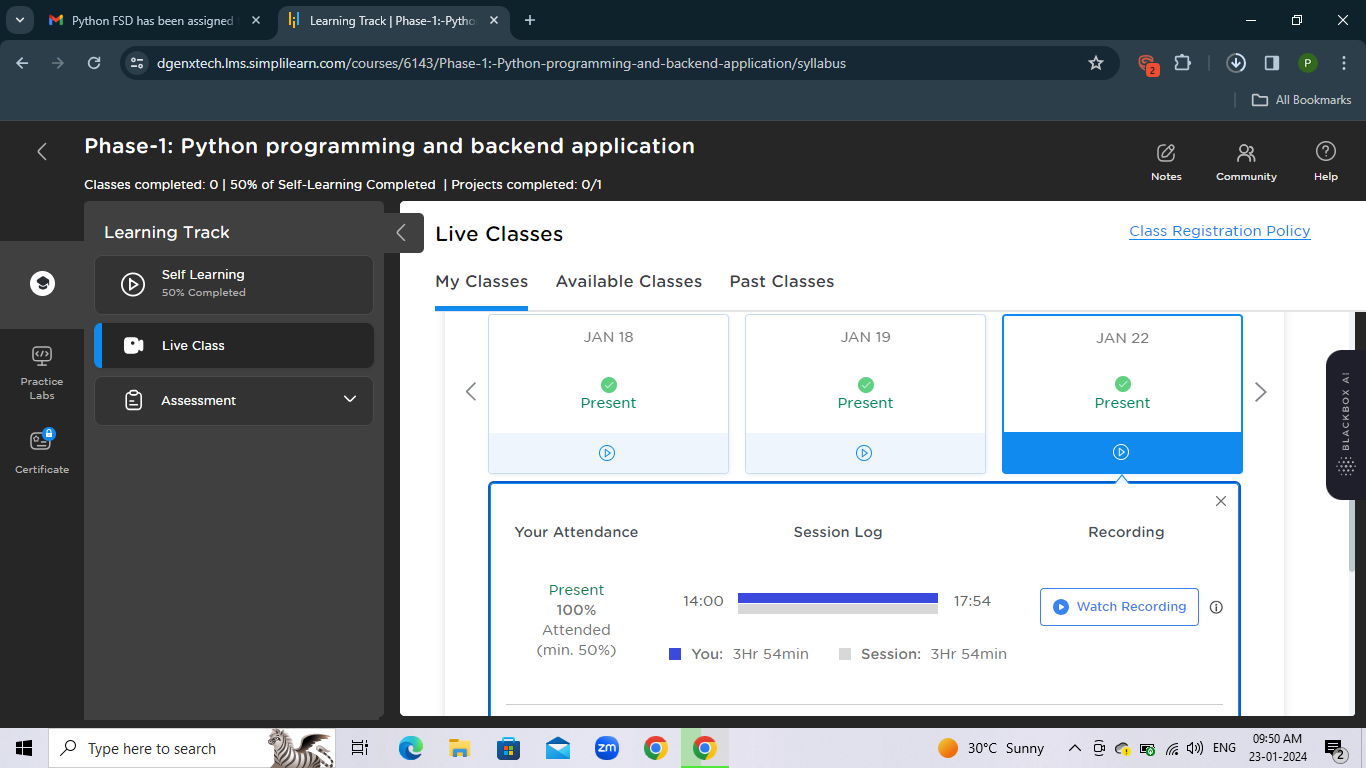 Python FSD has been assigned
Learning Track | Phase-1:-Pytho
dgenxtech.lms.simplilearn.com/courses/6143/Phase-1:-Python-programming-and-backend-application/syllabus
2
P
All Bookmarks
Phase-1: Python programming and backend application
Classes completed: 0 | 50% of Self-Learning Completed | Projects completed: 0/1
Notes
Community
Help
Learning Track
Self Learning
50% Completed
Live Class
Assessment
Practice
Labs
Certificate
Live Classes
Class Registration Policy
My Classes
Available Classes
Past Classes
JAN 18
Present
JAN 19
Present
JAN 22
Present
Your Attendance
Session Log
Recording
Present
100%
Attended
(min. 50%)
14:00
17:54
You: 3Hr 54min
Session: 3Hr 54min
Watch Recording
BLACKBOX AI
Type here to search
zm
30°C Sunny
ENG
09:50 AM
23-01-2024
2